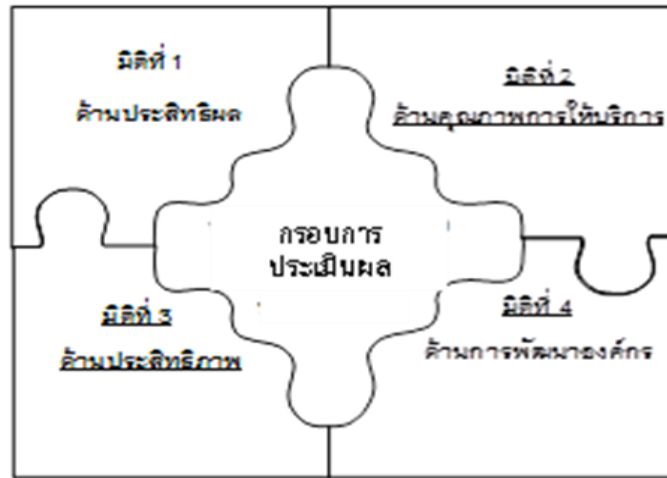 มิติที่ 1
ด้านประสิทธิผล
มิติที่ 2
ด้านคุณภาพการให้บริการ
กรอบการ
ประเมินผล
มิติที่ 3
ด้านประสิทธิภาพ
มิติที่ 4
ด้านการพัฒนาองค์กร